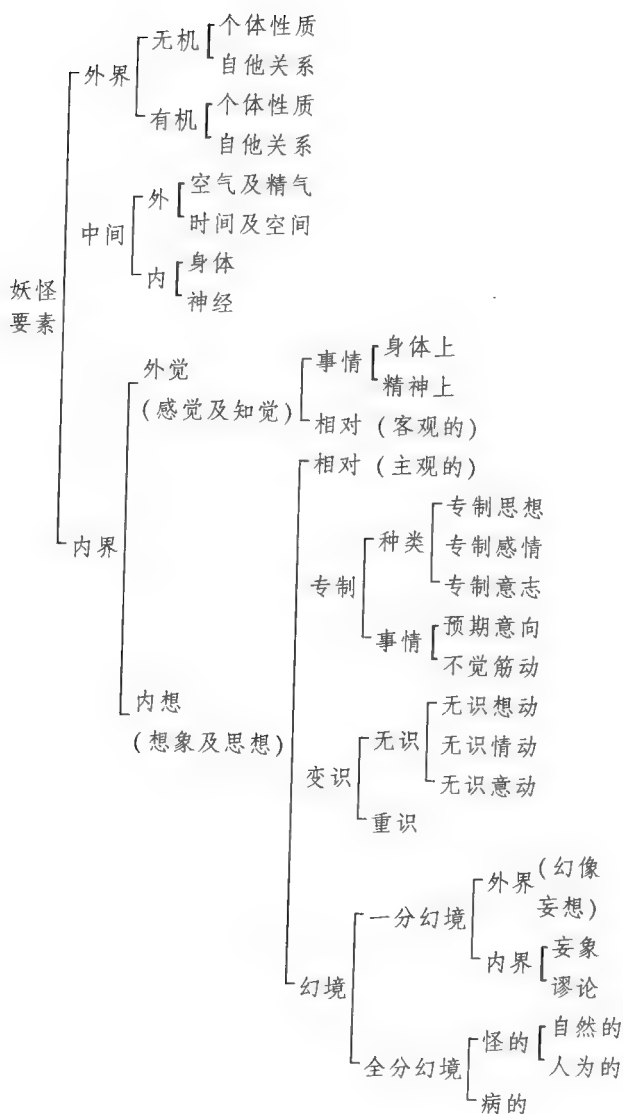 个体性质
无机
自他关系
外界
个体性质
有机
自他关系
空气及精气
外
时间及空间
中间
身体
内
神经
妖怪
要素
外觉
(感觉及知觉)
事情
身体上
精神上
相对 (客观的)
相对 (主观的)
内界
专制思想
种类
专制感情
专制意志
专制
预期意向
事情
不觉筋动
内想
(想象及思想)
无识想动
无识
无识情动
无识意动
变识
重识
外界
(幻像
妄想)
一分幻境
妄象
内界
谬论
幻境
自然的
怪的
人为的
全分幻境
病的